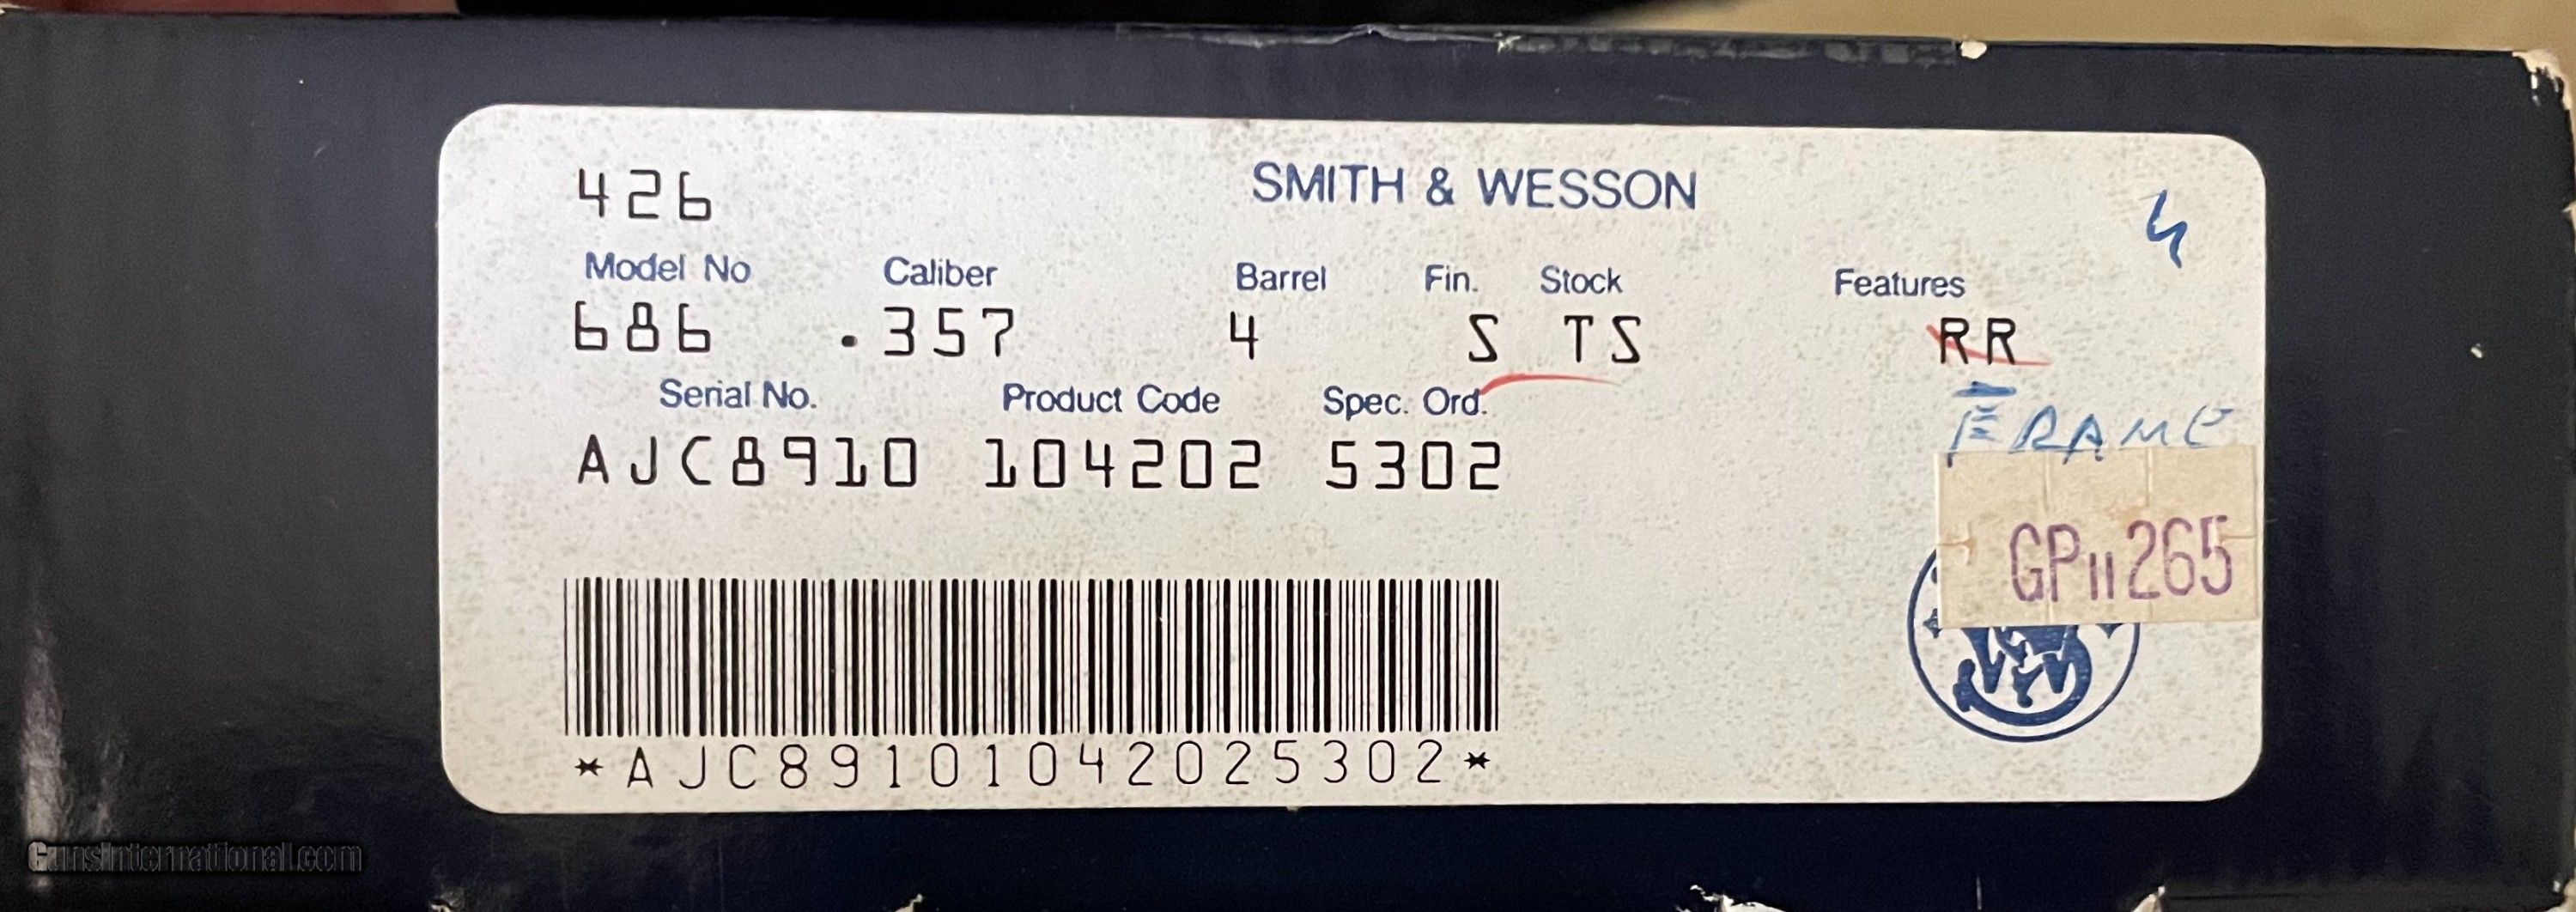 426 SMITH & WESSON 4
Model No Caliber Barrel Fin. Stock Features
686 .357 4 S TS RR
Serial No. Product Code Spec. Ord.
FRAME
AJC8910 104202 5302
GP11265
*AJC89101042025302*
GunsInternational.com